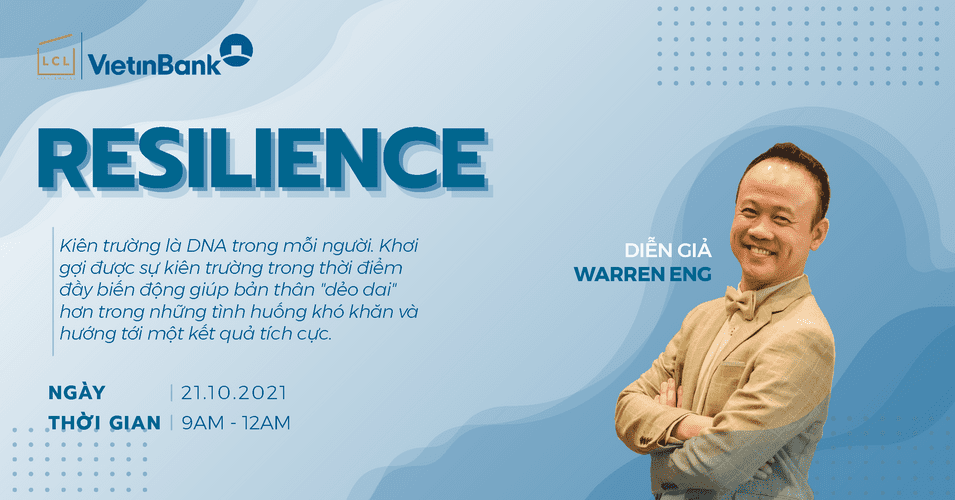 LCL
VietinBank
RESILIENCE
Kiên trường là DNA trong mỗi người. Khơi
gợi được sự kiên trường trong thời điểm
đầy biến động giúp bản thân "dẻo dai"
hơn trong những tình huống khó khăn và
hướng tới một kết quả tích cực.
DIỄN GIẢ
WARREN ENG
NGÀY | 21.10.2021
THỜI GIAN | 9AM - 12AM